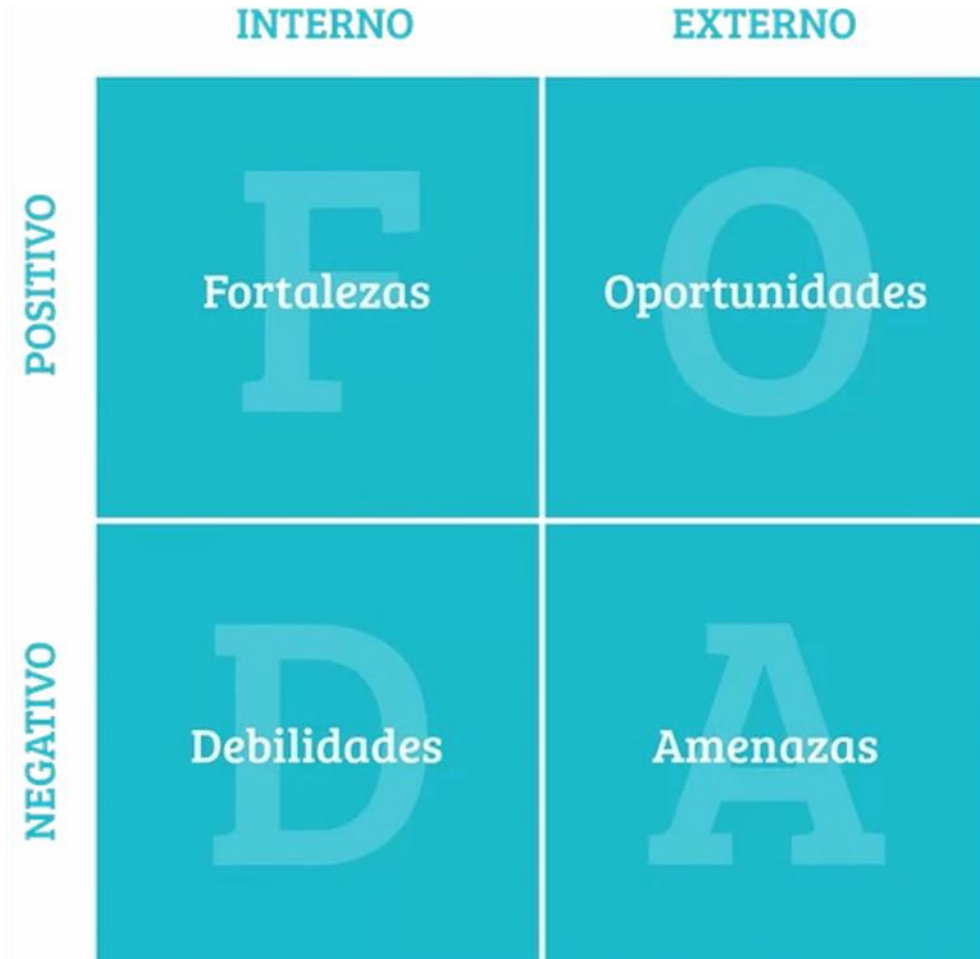 INTERNO
EXTERNO
POSITIVO
F
Fortalezas
O
Oportunidades
NEGATIVO
D
Debilidades
A
Amenazas